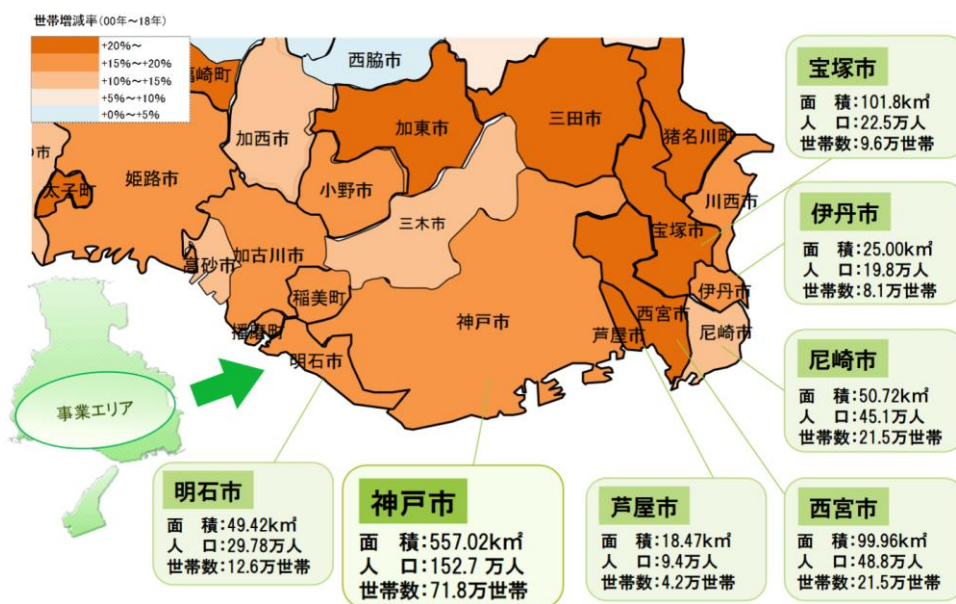 世帯増減率(00年～18年)
+20%～
+15%～+20%
+10%～+15%
+5%～+10%
+0%～+5%
西脇市
崎町
加西市
加東市
三田市
猪名川町
市
太子町
姫路市
小野市
川西市
三木市
宝塚市
高砂市
加古川市
伊丹市
稲美町
西宮市
播磨町
神戸市
芦屋市
尼崎市
明石市
事業エリア
宝塚市
面 積:101.8k㎡
人 口:22.5万人
世帯数:9.6万世帯
伊丹市
面 積:25.00k㎡
人 口:19.8万人
世帯数:8.1万世帯
尼崎市
面 積:50.72k㎡
人 口:45.1万人
世帯数:21.5万世帯
明石市
面 積:49.42k㎡
人 口:29.78万人
世帯数:12.6万世帯
神戸市
面 積:557.02k㎡
人 口:152.7 万人
世帯数:71.8万世帯
芦屋市
面 積:18.47k㎡
人 口:9.4万人
世帯数:4.2万世帯
西宮市
面 積:99.96k㎡
人 口:48.8万人
世帯数:21.5万世帯